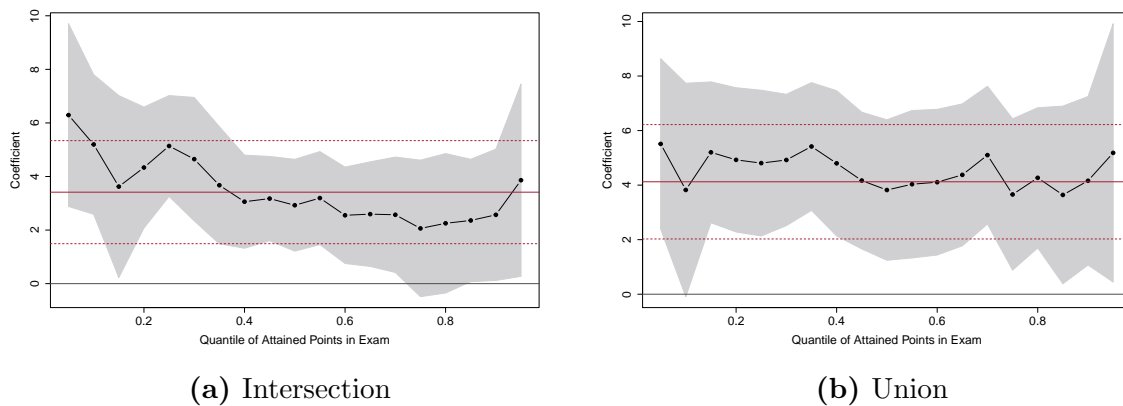 10
8
6
4
2
0
Coefficient
0.2 0.4 0.6 0.8
Quantile of Attained Points in Exam
(a) Intersection
10
8
6
4
2
0
Coefficient
0.2 0.4 0.6 0.8
Quantile of Attained Points in Exam
(b) Union